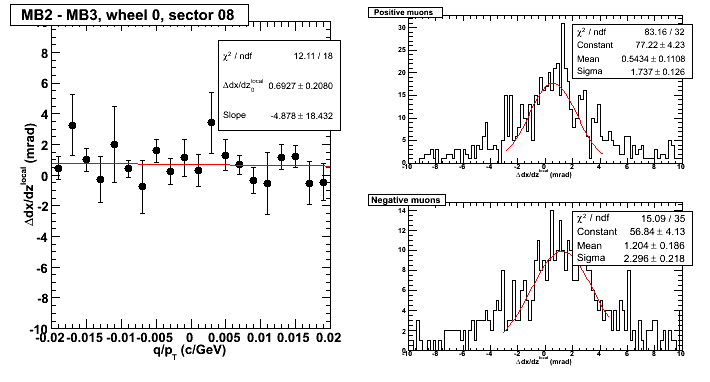 MB2 - MB3, wheel 0, sector 08
χ² / ndf 12.11 / 18
Δdx/dz₀^local 0.6927 ± 0.2080
Slope -4.878 ± 18.432
Δdx/dz^local (mrad)
8
6
4
2
0
-2
-4
-6
-8
-10
-0.02 -0.015 -0.01 -0.005 0 0.005 0.01 0.015 0.02
q/p_T (c/GeV)
Positive muons
χ² / ndf 83.16 / 32
Constant 77.22 ± 4.23
Mean 0.5434 ± 0.1108
Sigma 1.737 ± 0.126
30
25
20
15
10
5
0
-10 -8 -6 -4 -2 0 2 4 6 8 10
Δdx/dz^local (mrad)
Negative muons
χ² / ndf 15.09 / 35
Constant 56.84 ± 4.13
Mean 1.204 ± 0.186
Sigma 2.296 ± 0.218
14
12
10
8
6
4
2
0
-10 -8 -6 -4 -2 0 2 4 6 8 10
Δdx/dz^local (mrad)